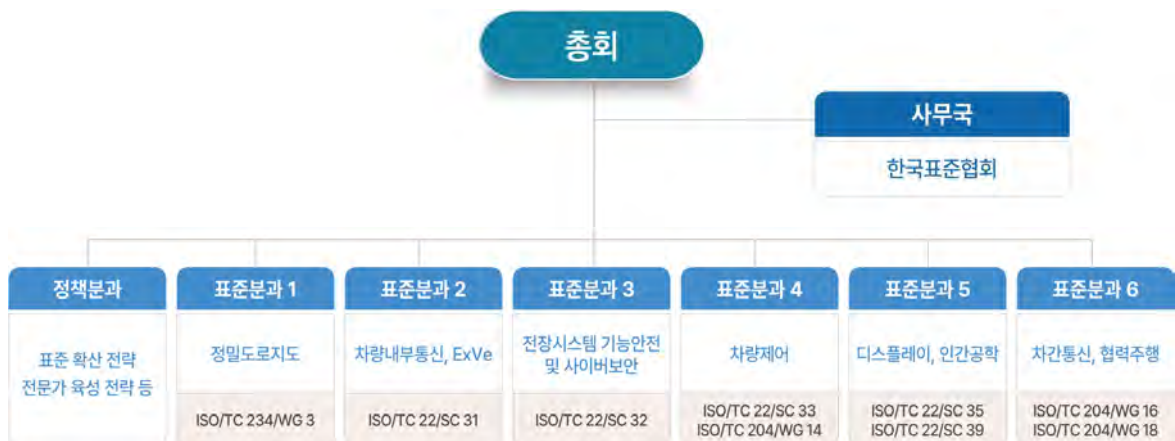 총회
사무국
한국표준협회
정책분과
표준 확산 전략
전문가 육성 전략 등
표준분과 1
정밀도로지도
ISO/TC 234/WG 3
표준분과 2
차량내부통신, ExVe
ISO/TC 22/SC 31
표준분과 3
전장시스템 기능안전
및 사이버보안
ISO/TC 22/SC 32
표준분과 4
차량제어
ISO/TC 22/SC 33
ISO/TC 204/WG 14
표준분과 5
디스플레이, 인간공학
ISO/TC 22/SC 35
ISO/TC 22/SC 39
표준분과 6
차간통신, 협력주행
ISO/TC 204/WG 16
ISO/TC 204/WG 18